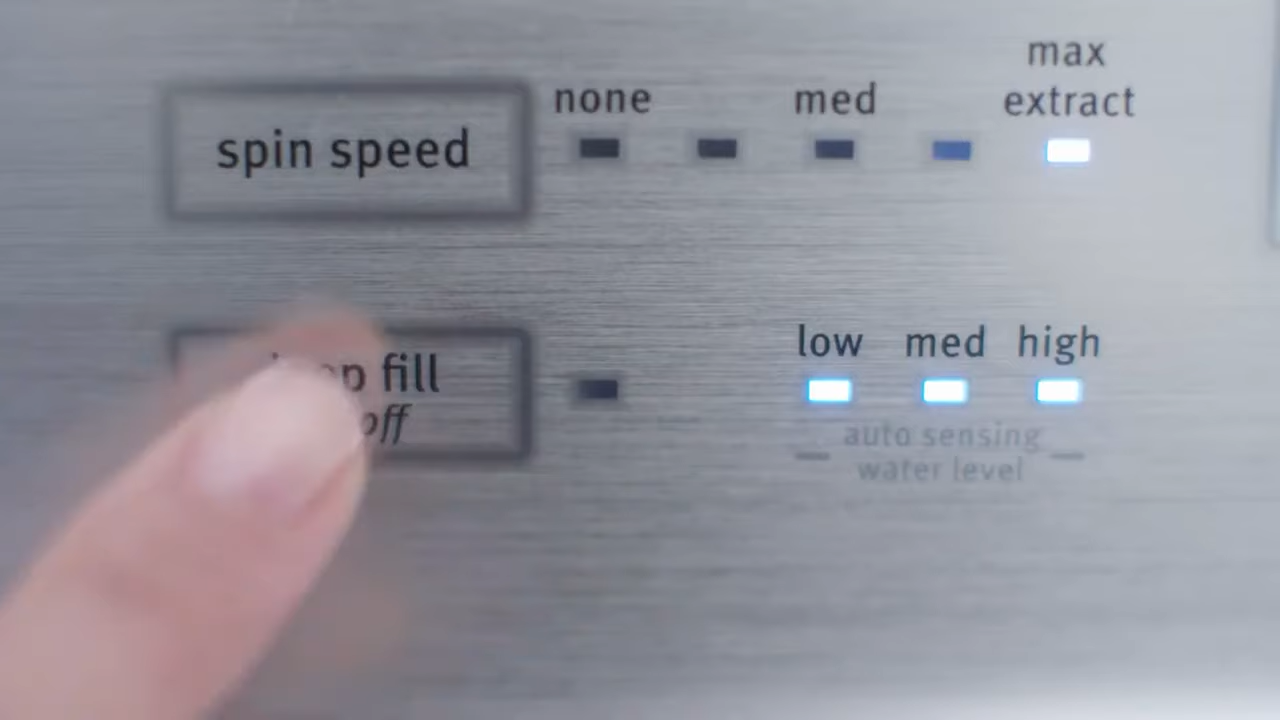 max
none med extract
spin speed
low med high
fill
off
auto sensing
water level